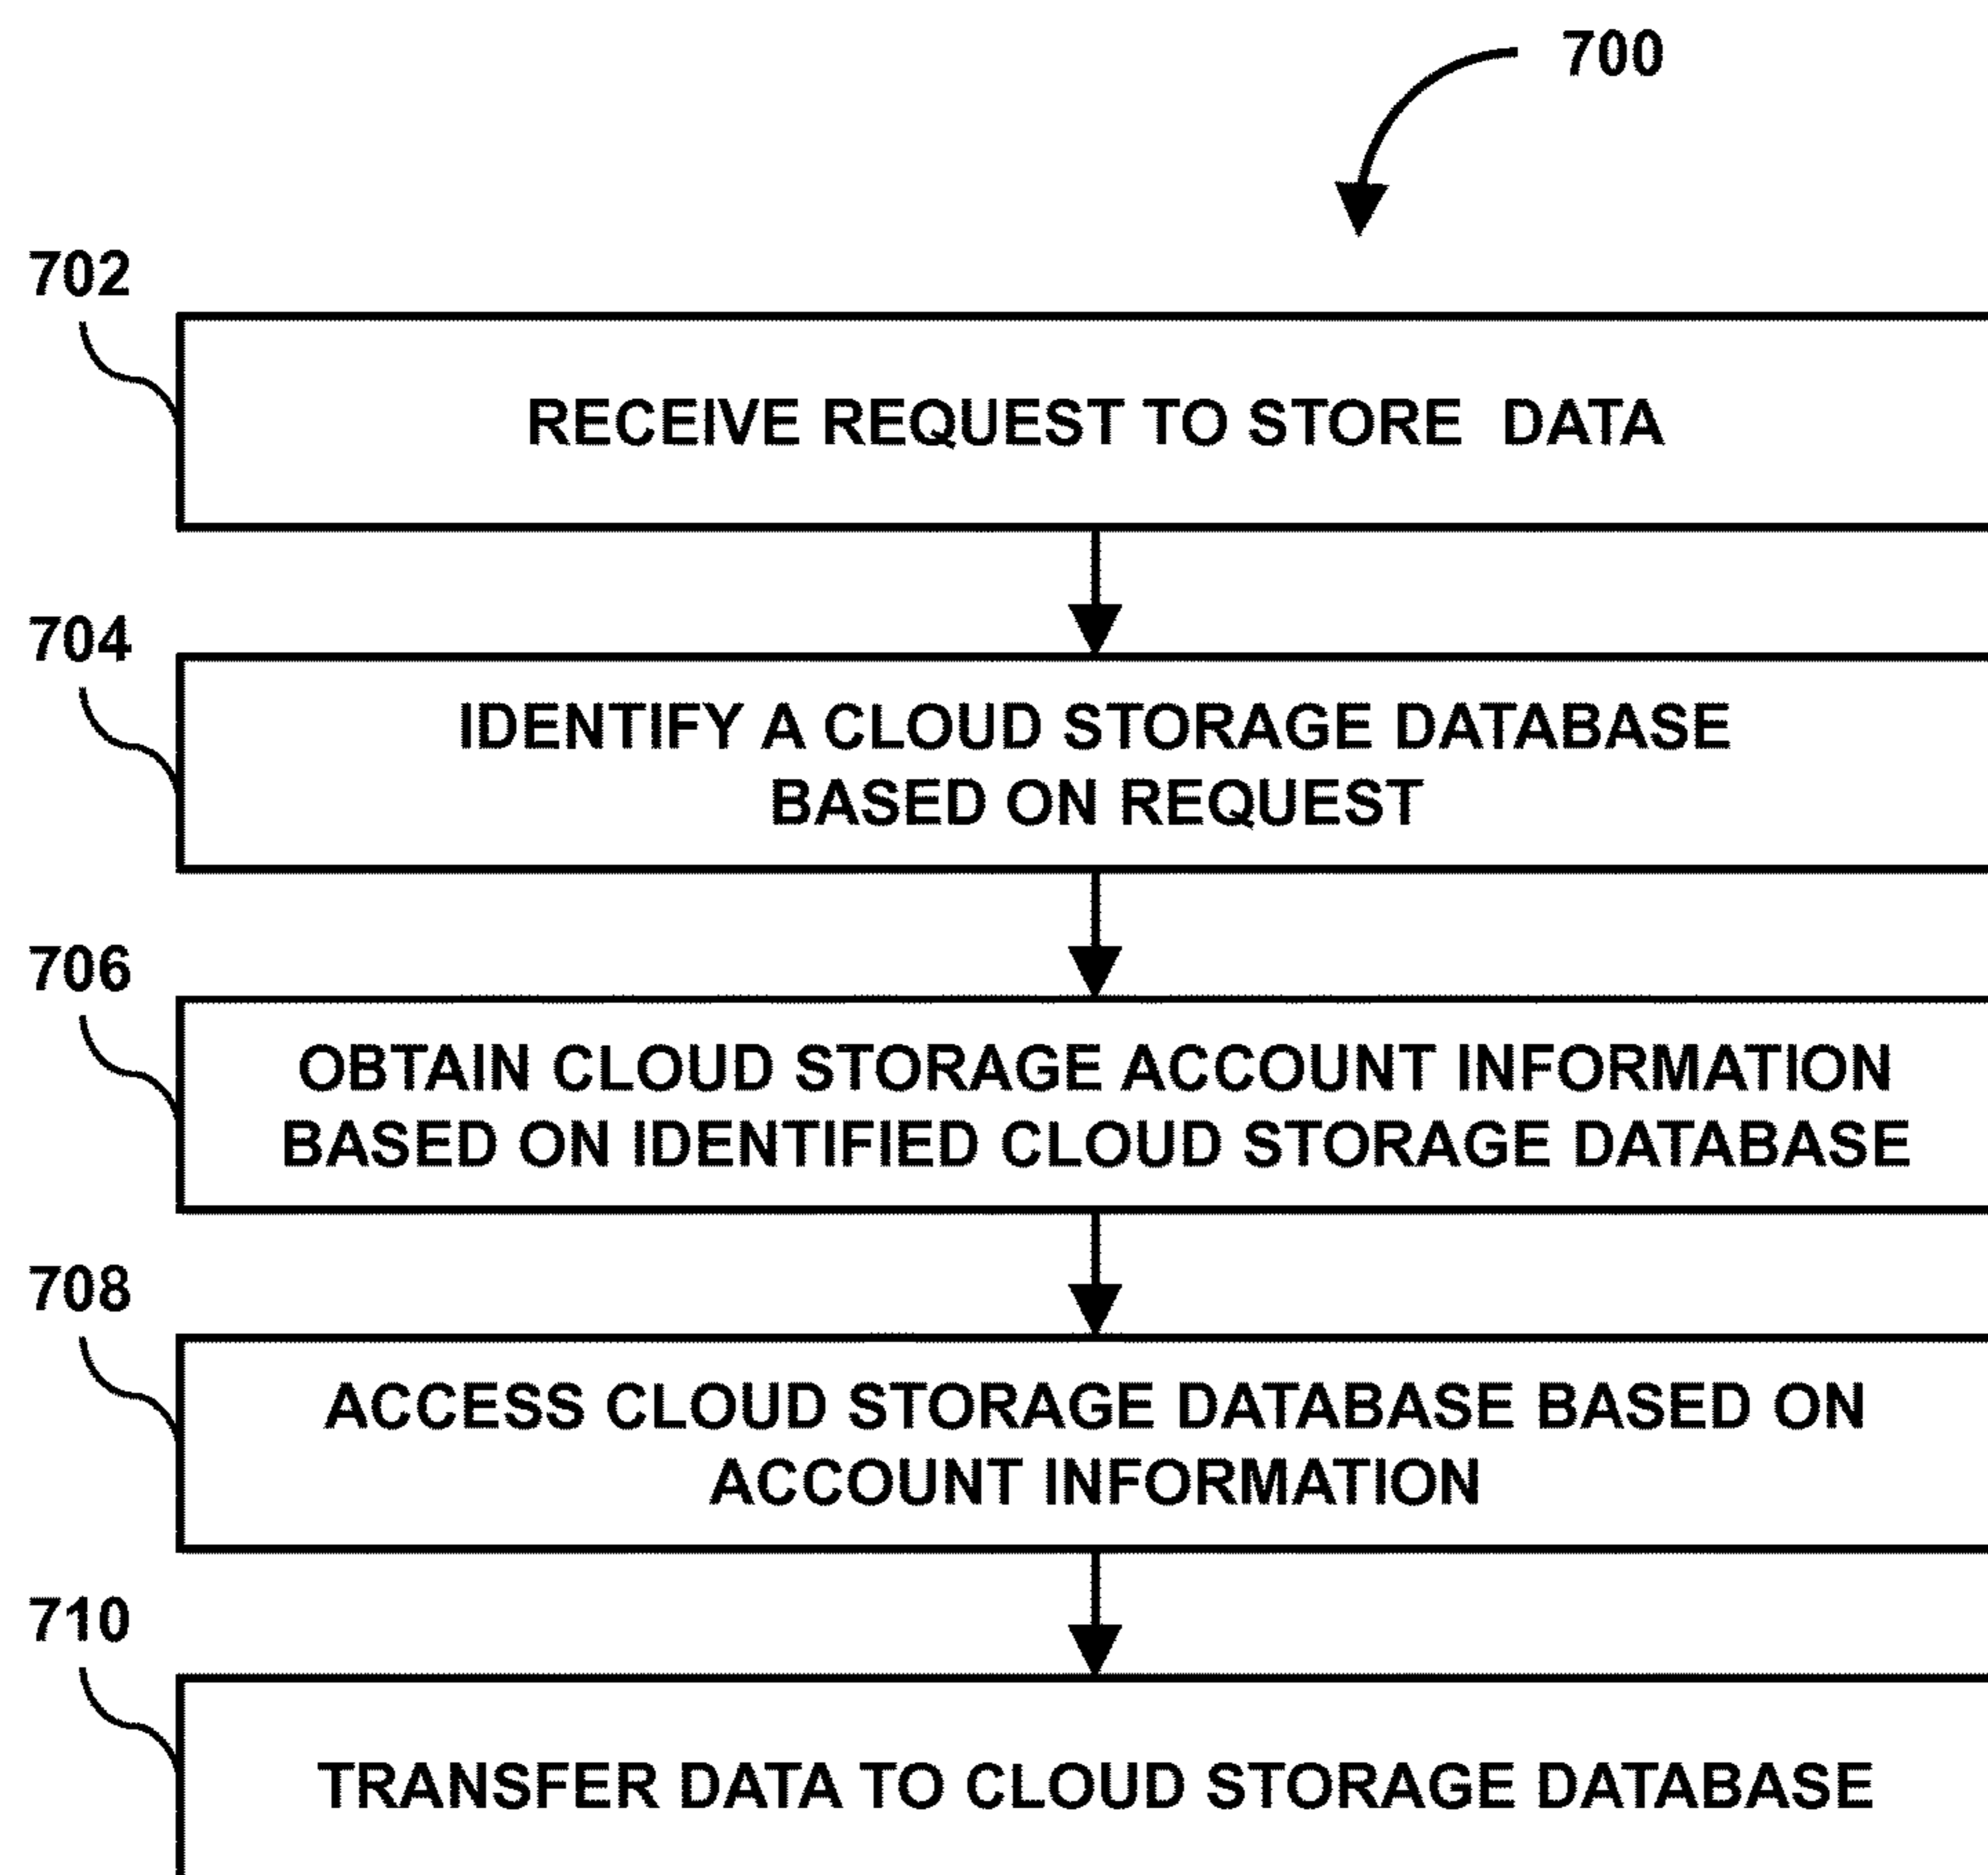 700
702
RECEIVE REQUEST TO STORE DATA
704
IDENTIFY A CLOUD STORAGE DATABASE
BASED ON REQUEST
706
OBTAIN CLOUD STORAGE ACCOUNT INFORMATION
BASED ON IDENTIFIED CLOUD STORAGE DATABASE
708
ACCESS CLOUD STORAGE DATABASE BASED ON
ACCOUNT INFORMATION
710
TRANSFER DATA TO CLOUD STORAGE DATABASE